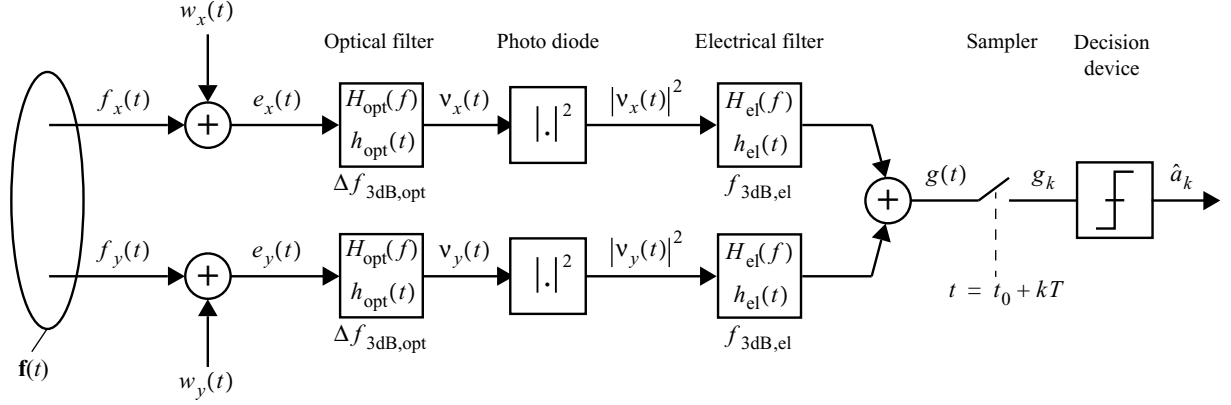 w_x(t)
Optical filter Photo diode Electrical filter Sampler Decision device
f_x(t) e_x(t) H_opt(f) ν_x(t) |.|² |ν_x(t)|² H_el(f)
+ h_opt(t) h_el(t)
Δf_3dB,opt f_3dB,el
g(t) g_k â_k
+
f_y(t) e_y(t) H_opt(f) ν_y(t) |.|² |ν_y(t)|² H_el(f)
+ h_opt(t) h_el(t)
t = t_0 + kT
Δf_3dB,opt f_3dB,el
f(t)
w_y(t)